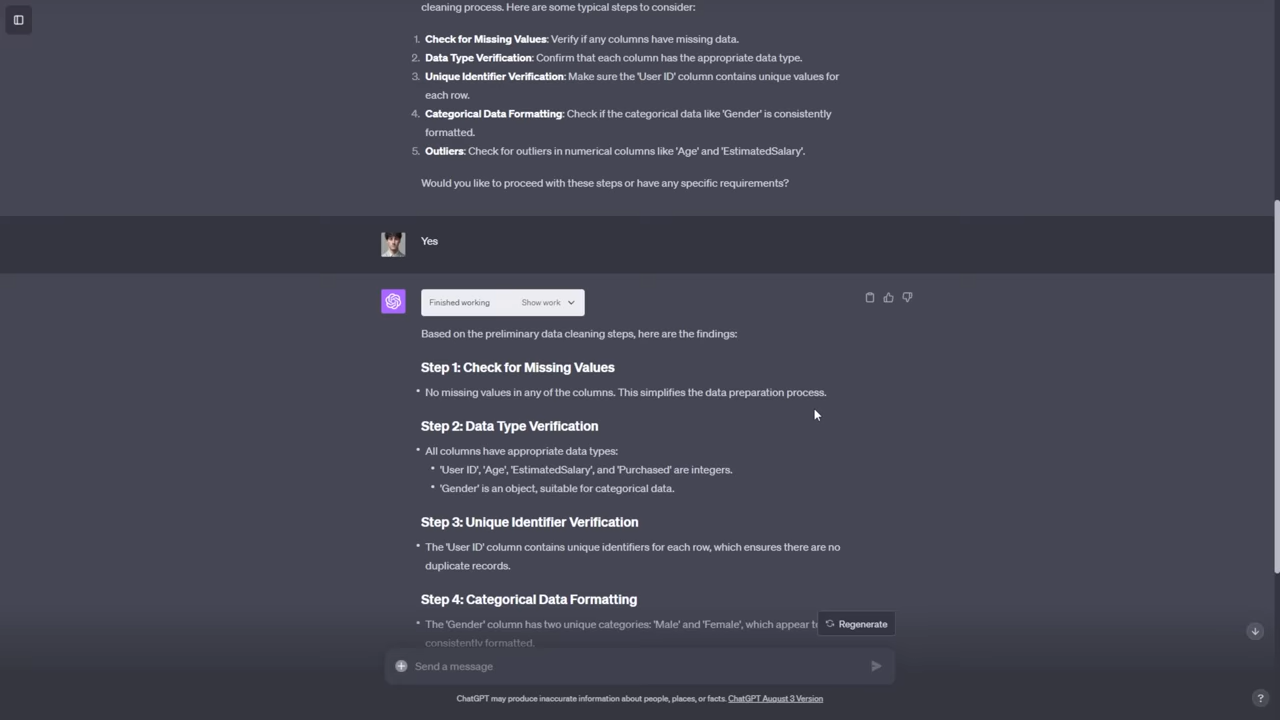 cleaning process. Here are some typical steps to consider:
1. Check for Missing Values: Verify if any columns have missing data.
2. Data Type Verification: Confirm that each column has the appropriate data type.
3. Unique Identifier Verification: Make sure the 'User ID' column contains unique values for
each row.
4. Categorical Data Formatting: Check if the categorical data like 'Gender' is consistently
formatted.
5. Outliers: Check for outliers in numerical columns like 'Age' and 'EstimatedSalary'.
Would you like to proceed with these steps or have any specific requirements?
Yes
Finished working Show work
Based on the preliminary data cleaning steps, here are the findings:
Step 1: Check for Missing Values
• No missing values in any of the columns. This simplifies the data preparation process.
Step 2: Data Type Verification
• All columns have appropriate data types:
• 'User ID', 'Age', 'EstimatedSalary', and 'Purchased' are integers.
• 'Gender' is an object, suitable for categorical data.
Step 3: Unique Identifier Verification
• The 'User ID' column contains unique identifiers for each row, which ensures there are no
duplicate records.
Step 4: Categorical Data Formatting
• The 'Gender' column has two unique categories: 'Male' and 'Female', which appear
consistently formatted.
Regenerate
Send a message
ChatGPT may produce inaccurate information about people, places, or facts. ChatGPT August 3 Version
?